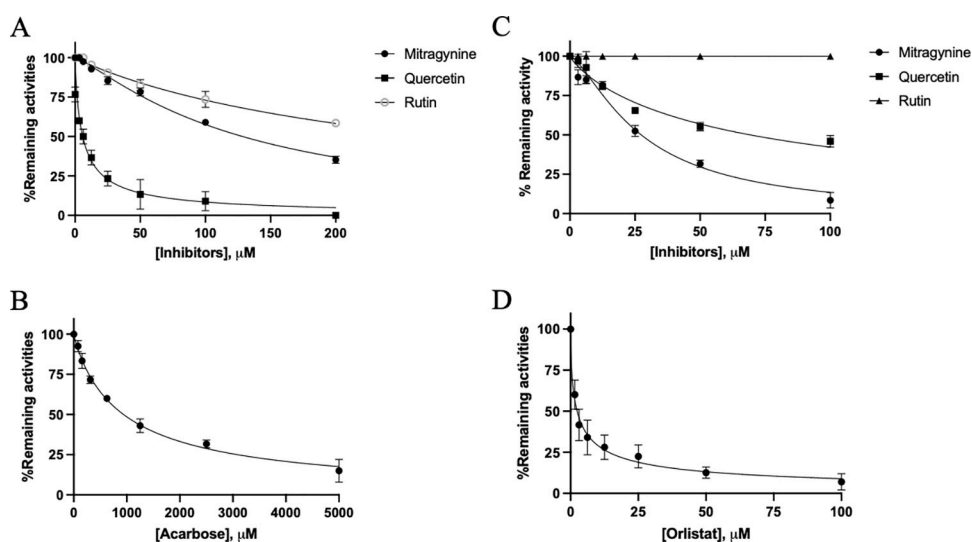 A
%Remaining activities
100
75
50
25
0
0
50
100
150
200
[Inhibitors], μM
Mitragynine
Quercetin
Rutin
C
% Remaining activity
100
75
50
25
0
0
25
50
75
100
[Inhibitors], μM
Mitragynine
Quercetin
Rutin
B
%Remaining activities
100
75
50
25
0
0
1000
2000
3000
4000
5000
[Acarbose], μM
D
%Remaining activities
100
75
50
25
0
0
25
50
75
100
[Orlistat], μM